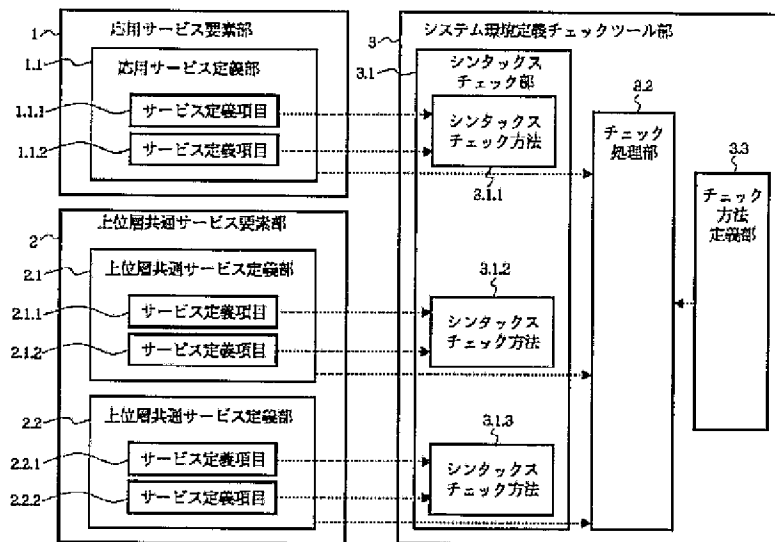 1
応用サービス要素部
1.1
応用サービス定義部
1.1.1
サービス定義項目
1.1.2
サービス定義項目
2
上位層共通サービス要素部
2.1
上位層共通サービス定義部
2.1.1
サービス定義項目
2.1.2
サービス定義項目
2.2
上位層共通サービス定義部
2.2.1
サービス定義項目
2.2.2
サービス定義項目
3
システム環境定義チェックツール部
3.1
シンタックス
チェック部
シンタックス
チェック方法
3.1.1
3.1.2
シンタックス
チェック方法
3.1.3
シンタックス
チェック方法
3.2
チェック
処理部
3.3
チェック
方法
定義部